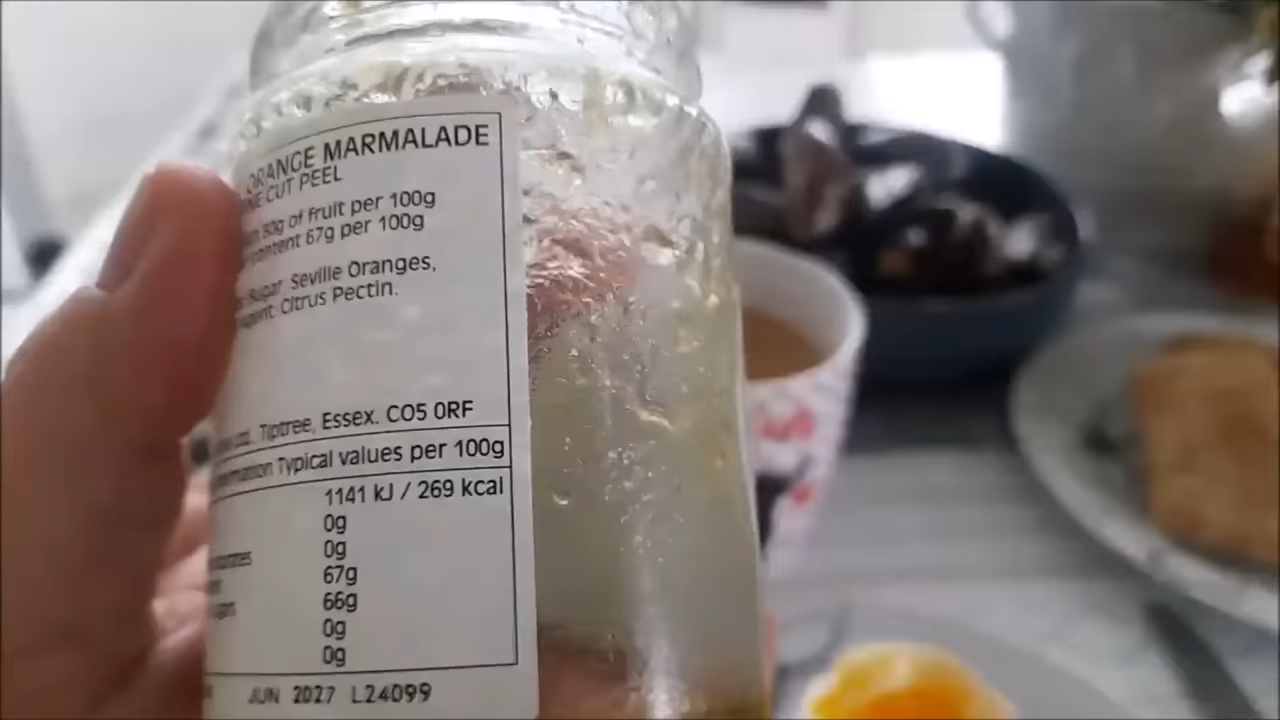 ORANGE MARMALADE
CUT PEEL
80g of fruit per 100g
content 67g per 100g
Sugar, Seville Oranges,
Citrus Pectin.
Tiptree, Essex. CO5 0RF
Typical values per 100g
1141 kJ / 269 kcal
0g
0g
67g
66g
0g
0g
JUN 2027 L24099